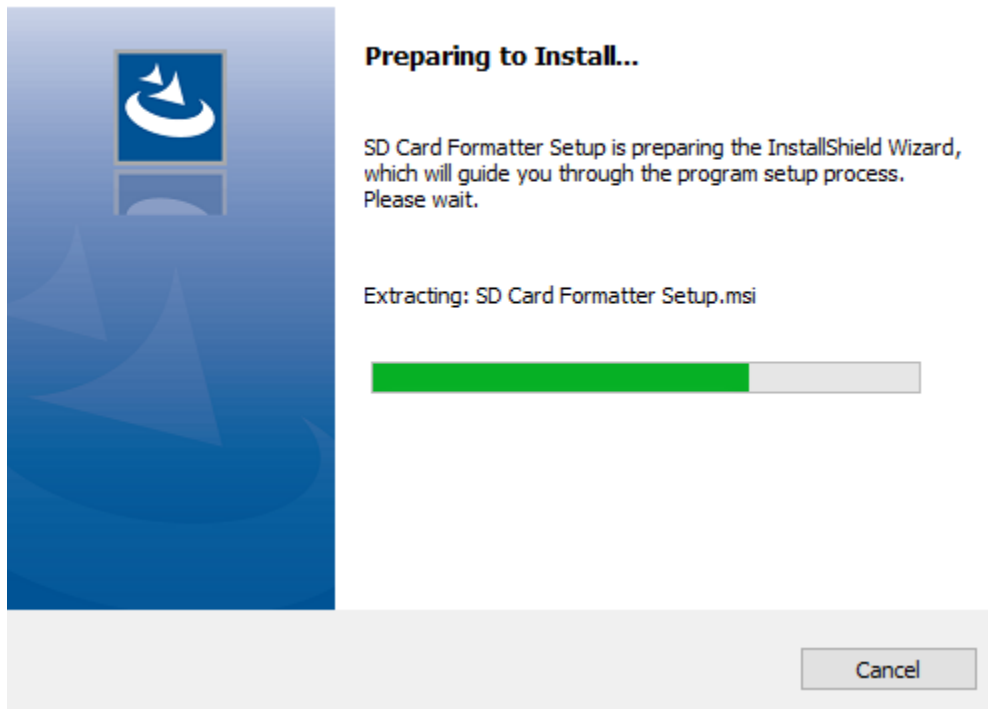 Preparing to Install...
SD Card Formatter Setup is preparing the InstallShield Wizard,
which will guide you through the program setup process.
Please wait.
Extracting: SD Card Formatter Setup.msi
Cancel